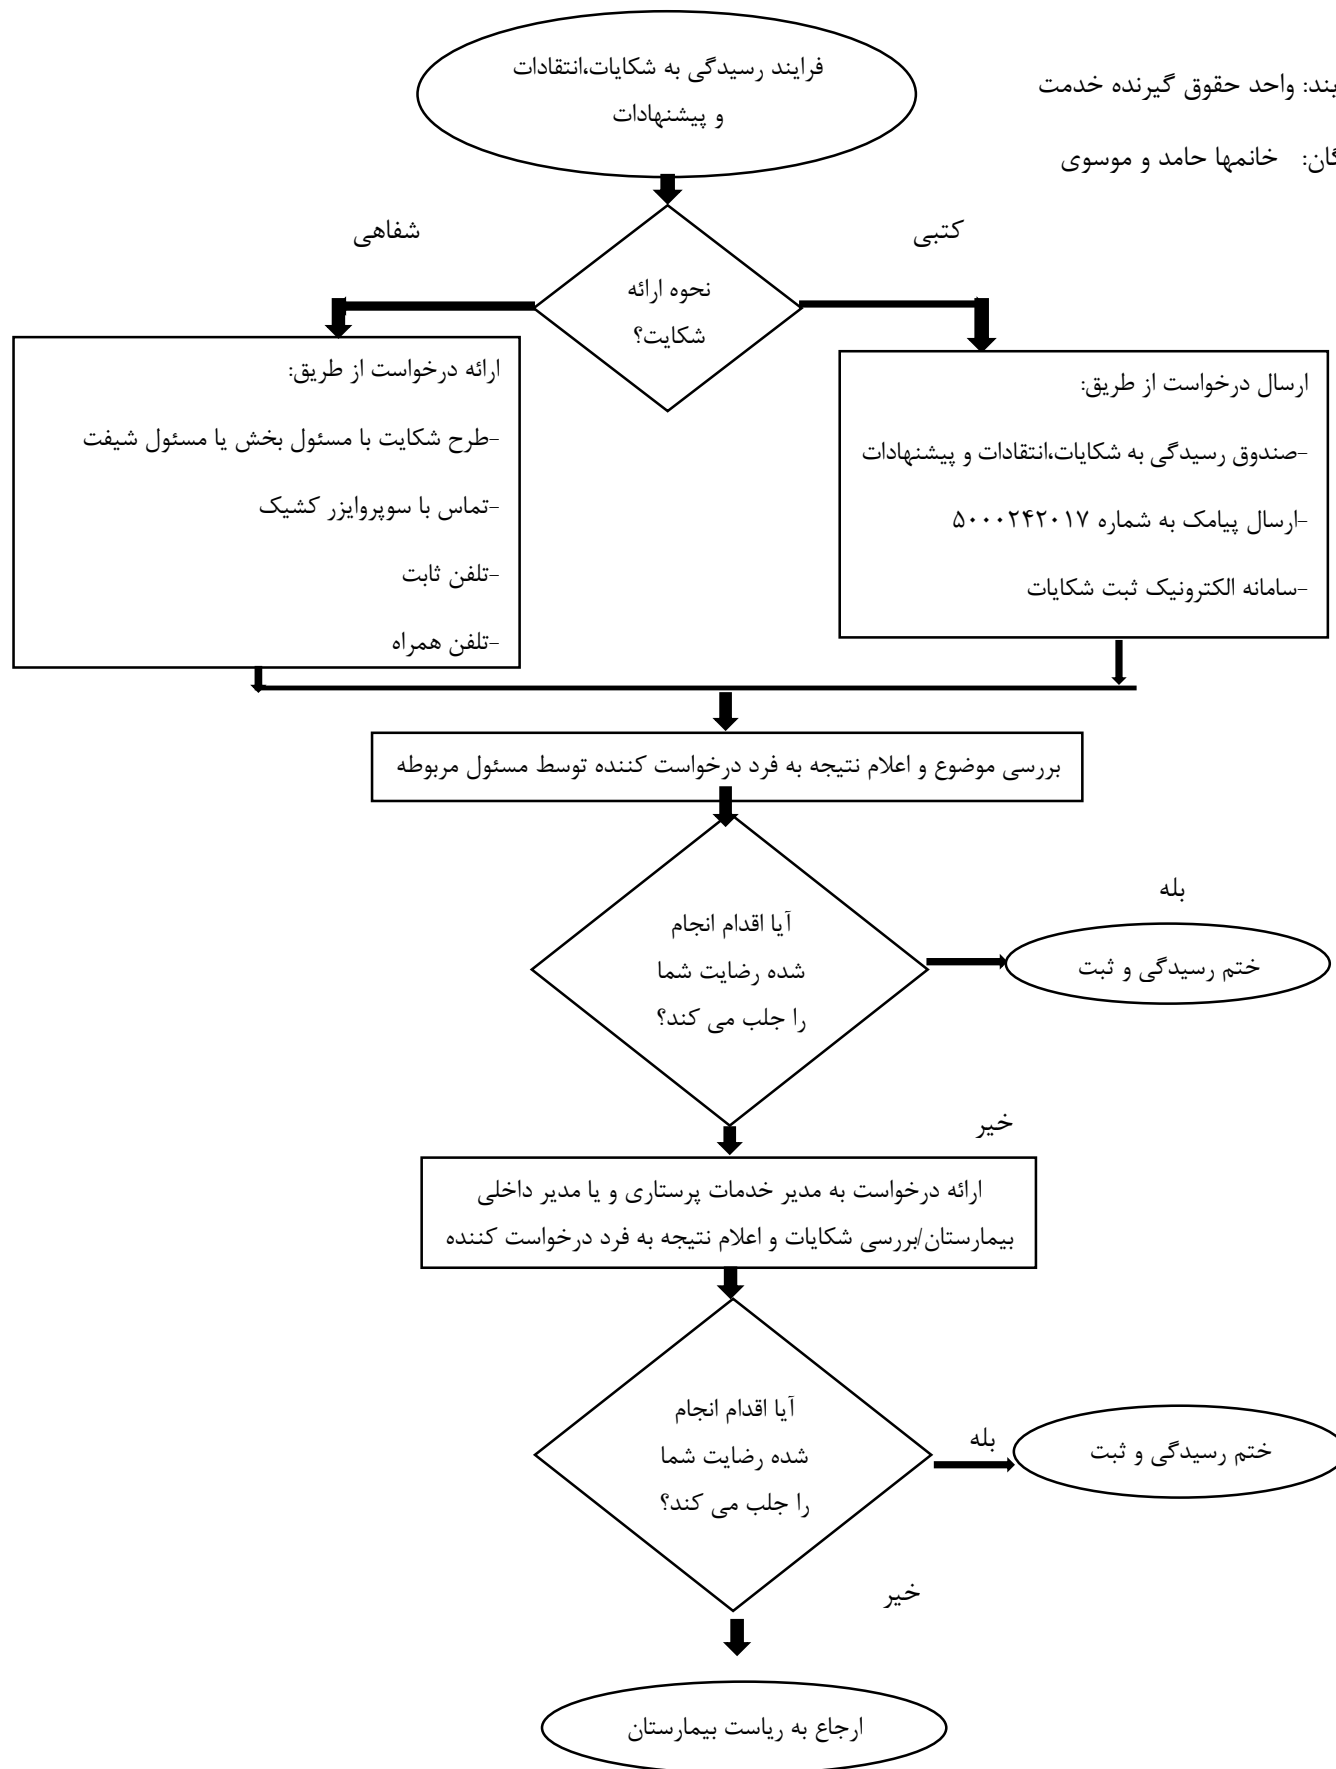 فرایند رسیدگی به شکایات،انتقادات
و پیشنهادات
واحد حقوق گیرنده خدمت
خانمها حامد و موسوی
کتبی
شفاهی
نحوه ارائه
شکایت؟
ارسال درخواست از طریق:
-صندوق رسیدگی به شکایات،انتقادات و پیشنهادات
-ارسال پیامک به شماره ۵۰۰۰۲۴۲۰۱۷
-سامانه الکترونیک ثبت شکایات
ارائه درخواست از طریق:
-طرح شکایت با مسئول بخش یا مسئول شیفت
-تماس با سوپروایزر کشیک
-تلفن ثابت
-تلفن همراه
بررسی موضوع و اعلام نتیجه به فرد درخواست کننده توسط مسئول مربوطه
آیا اقدام انجام
شده رضایت شما
را جلب می کند؟
بله
ختم رسیدگی و ثبت
خیر
ارائه درخواست به مدیر خدمات پرستاری و یا مدیر داخلی
بیمارستان/بررسی شکایات و اعلام نتیجه به فرد درخواست کننده
آیا اقدام انجام
شده رضایت شما
را جلب می کند؟
بله
ختم رسیدگی و ثبت
خیر
ارجاع به ریاست بیمارستان